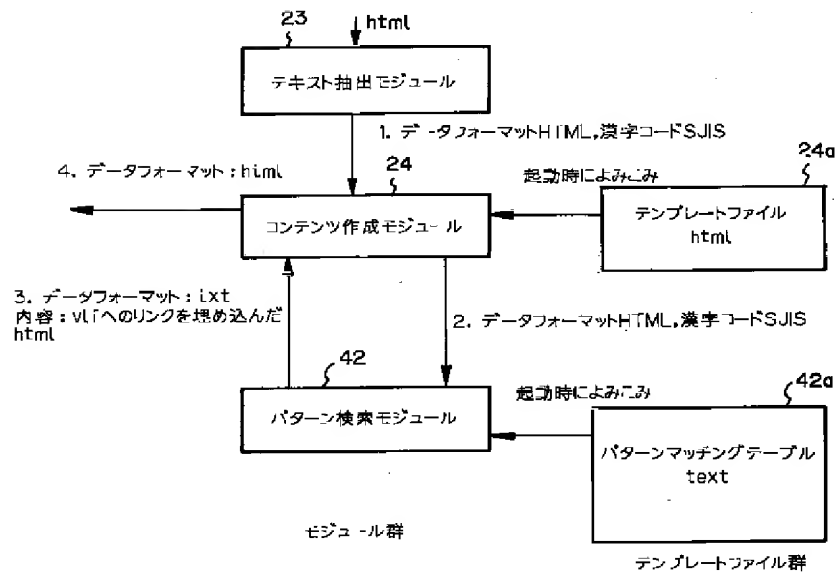 23
html
テキスト抽出モジュール
1. データフォーマットHTML,漢字コードSJIS
4. データフォーマット:himl
24
起動時によみこみ
24a
コンテンツ作成モジュール
テンプレートファイル
html
3. データフォーマット:ixt
内容:vlfへのリンクを埋め込んだ
html
2. データフォーマットHTML,漢字コードSJIS
42
起動時によみこみ
42a
パターン検索モジュール
パターンマッチングテーブル
text
モジュール群
テンプレートファイル群